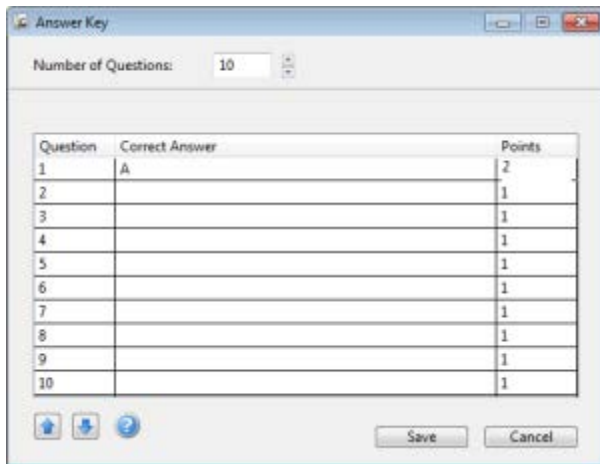 Answer Key
Number of Questions: 10
Question Correct Answer Points
1 A 2
2 1
3 1
4 1
5 1
6 1
7 1
8 1
9 1
10 1
Save Cancel